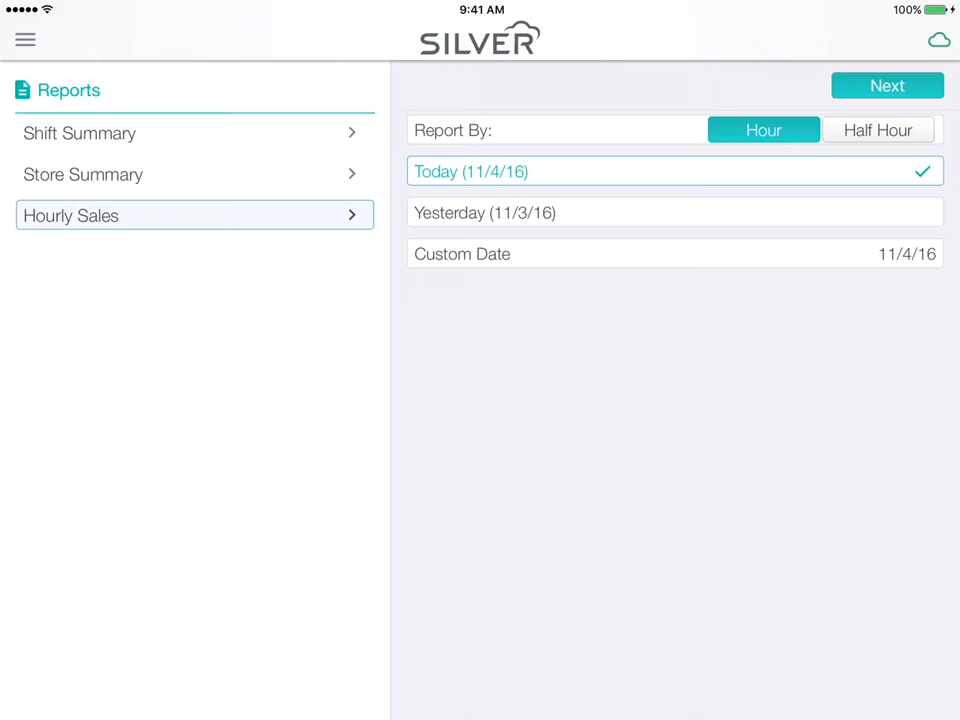 9:41 AM
100%
SILVER
Reports
Shift Summary
Store Summary
Hourly Sales
Next
Report By:
Hour
Half Hour
Today (11/4/16)
Yesterday (11/3/16)
Custom Date
11/4/16